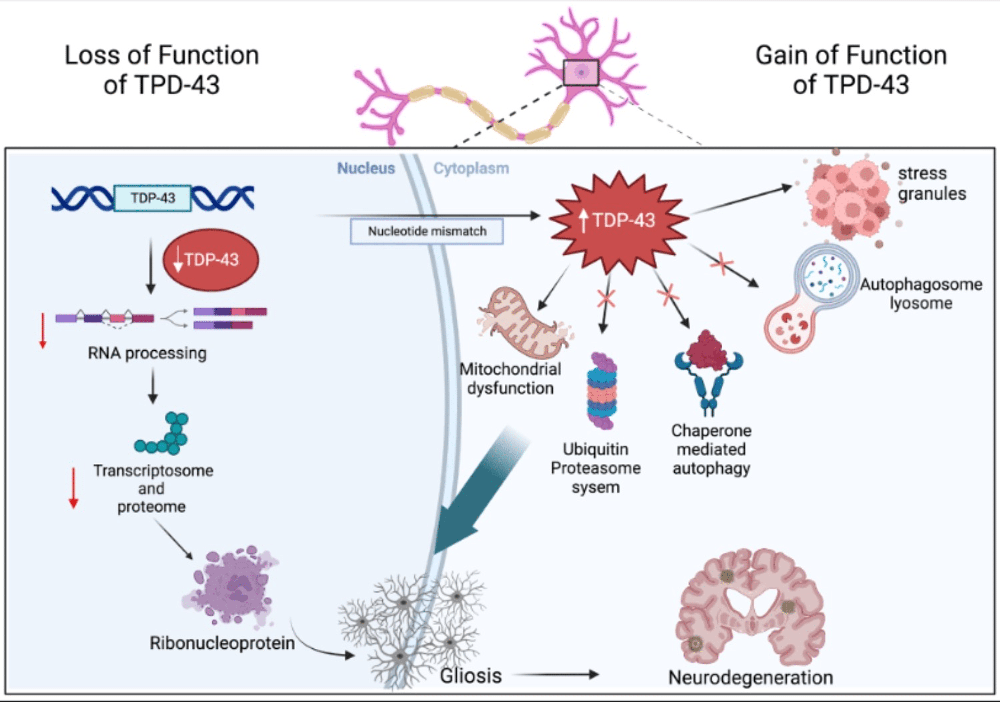 Loss of Function
of TPD-43
Gain of Function
of TPD-43
Nucleus
Cytoplasm
TDP-43
TDP-43
RNA processing
Transcriptosome
and
proteome
Ribonucleoprotein
Nucleotide mismatch
TDP-43
stress
granules
Autophagosome
lyosome
Mitochondrial
dysfunction
Ubiquitin
Proteasome
sysem
Chaperone
mediated
autophagy
Gliosis
Neurodegeneration